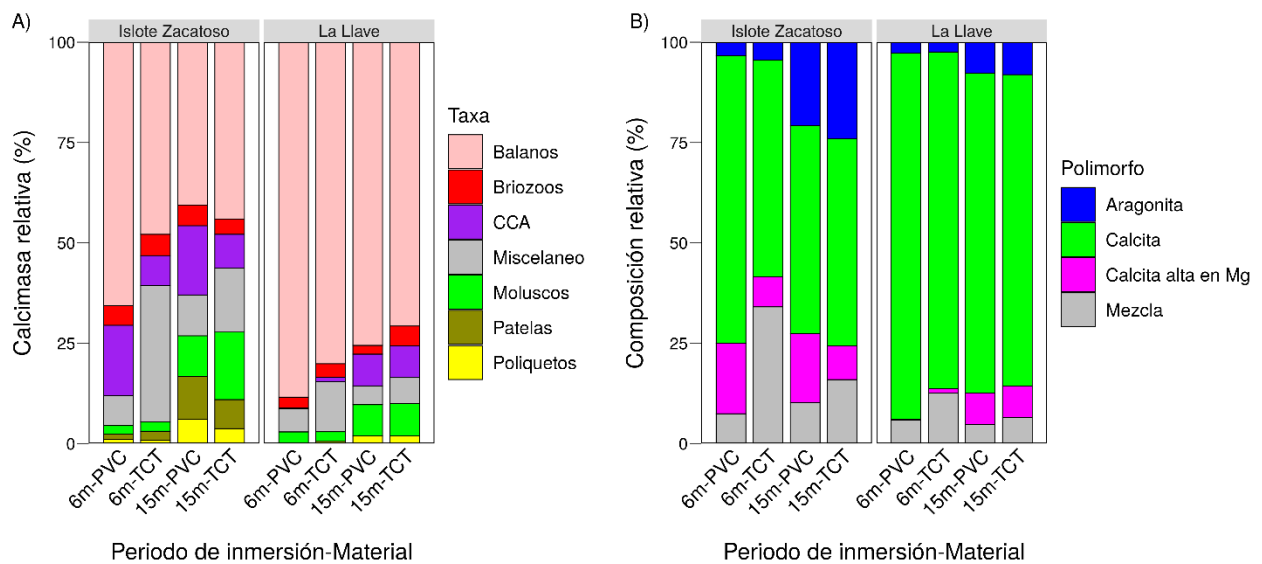 A)
Islote Zacatoso
La Llave
100
75
50
25
0
Calcimasa relativa (%)
6m-PVC
6m-TCT
15m-PVC
15m-TCT
6m-PVC
6m-TCT
15m-PVC
15m-TCT
Periodo de inmersión-Material
Taxa
Balanos
Briozoos
CCA
Miscelaneo
Moluscos
Patelas
Poliquetos
B)
Islote Zacatoso
La Llave
100
75
50
25
0
Composición relativa (%)
6m-PVC
6m-TCT
15m-PVC
15m-TCT
6m-PVC
6m-TCT
15m-PVC
15m-TCT
Periodo de inmersión-Material
Polimorfo
Aragonita
Calcita
Calcita alta en Mg
Mezcla